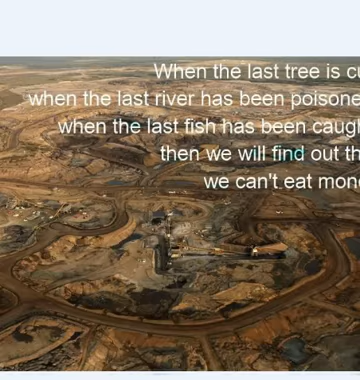 When the last tree is cu
when the last river has been poisone
when the last fish has been caugh
then we will find out th
we can't eat mone